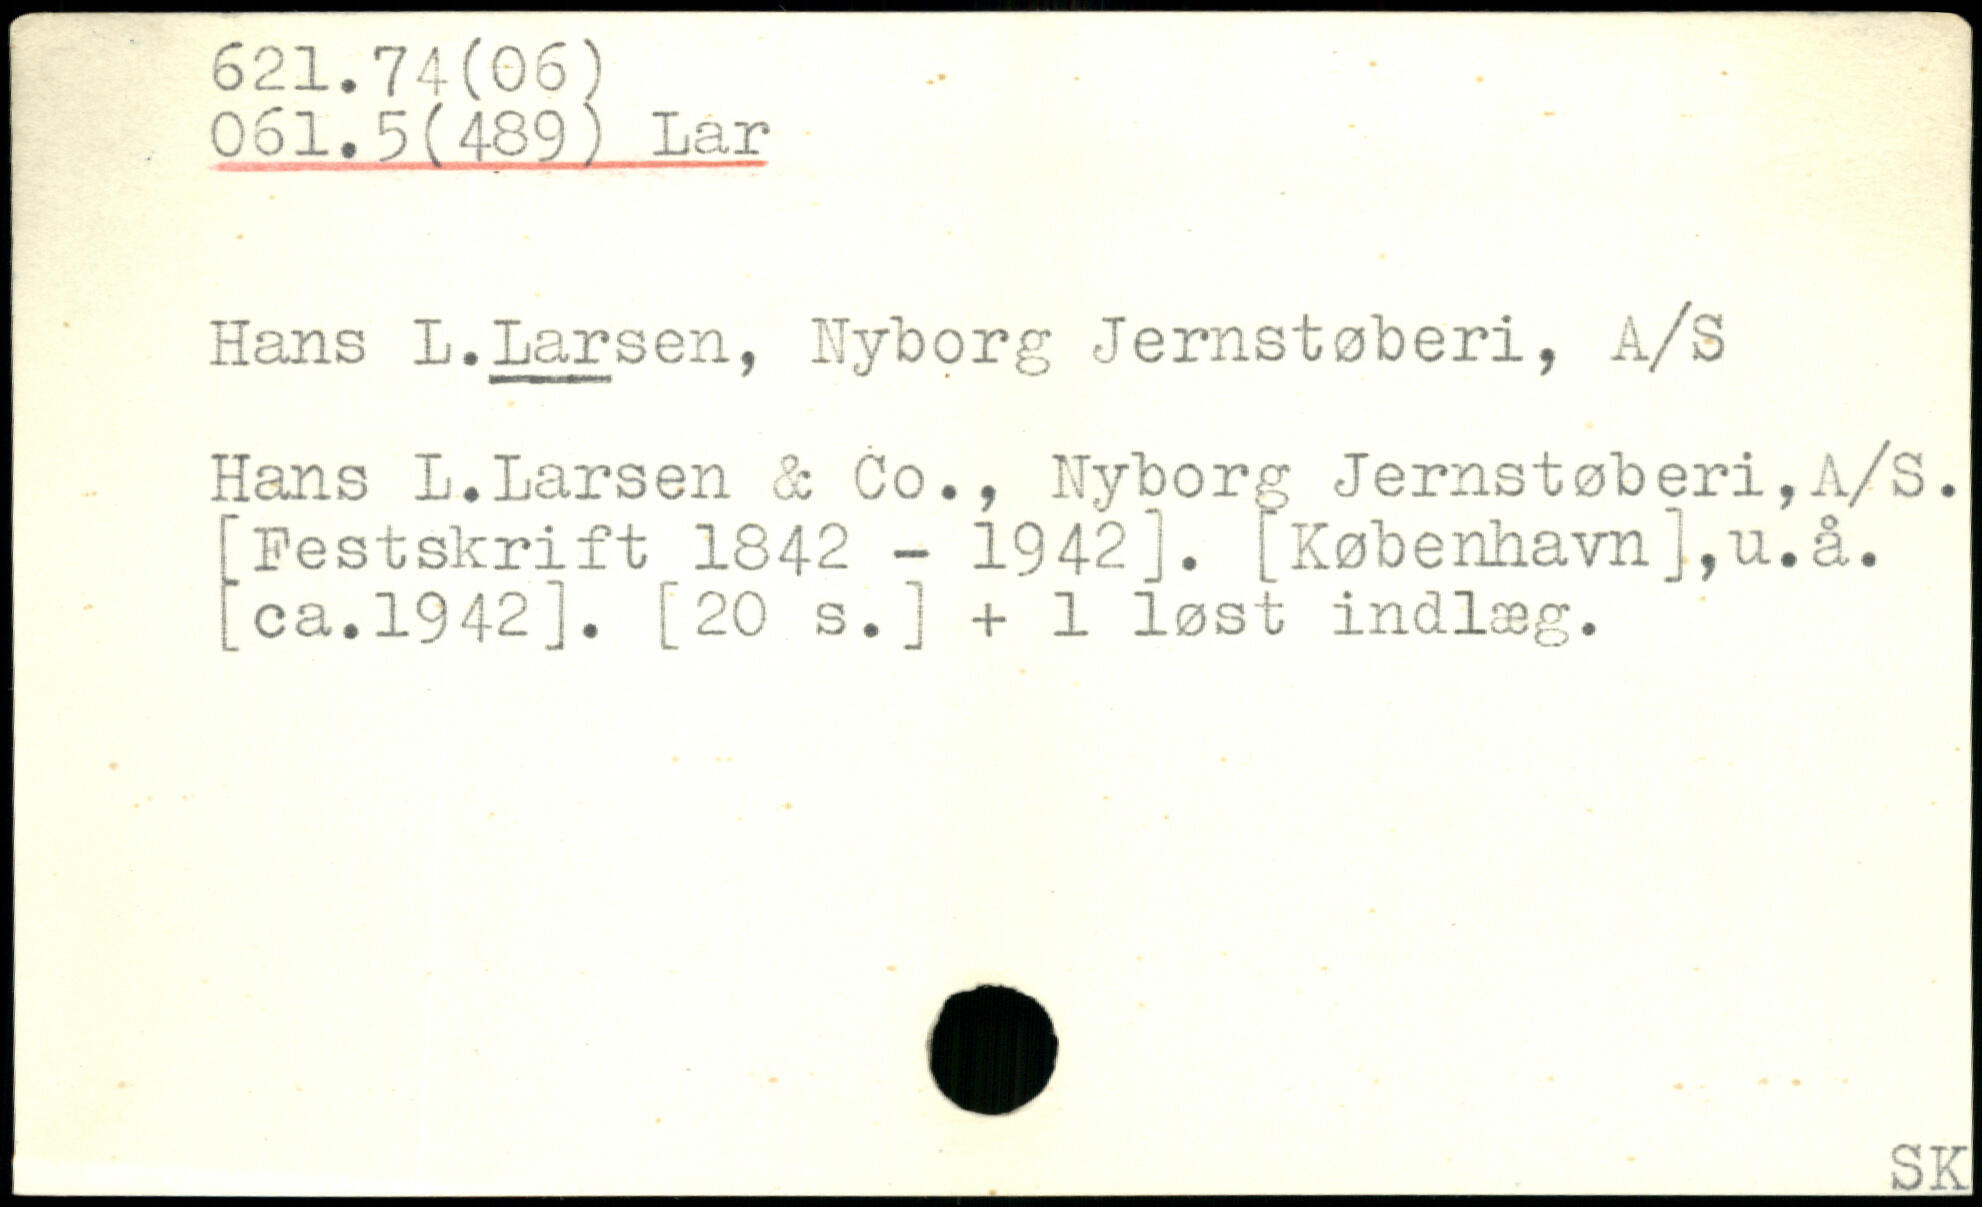 621.74(06)
061.5(489) Lar
Hans L.Larsen, Nyborg Jernstøberi, A/S
Hans L.Larsen & Co., Nyborg Jernstøberi,A/S.
[Festskrift 1842 - 1942]. [København],u.å.
[ca.1942]. [20 s.] + 1 løst indlæg.
SK